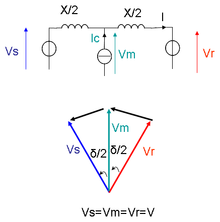 X/2 X/2 I
Vs Ic Vm Vr
Vm
Vs δ/2 δ/2 Vr
Vs=Vm=Vr=V